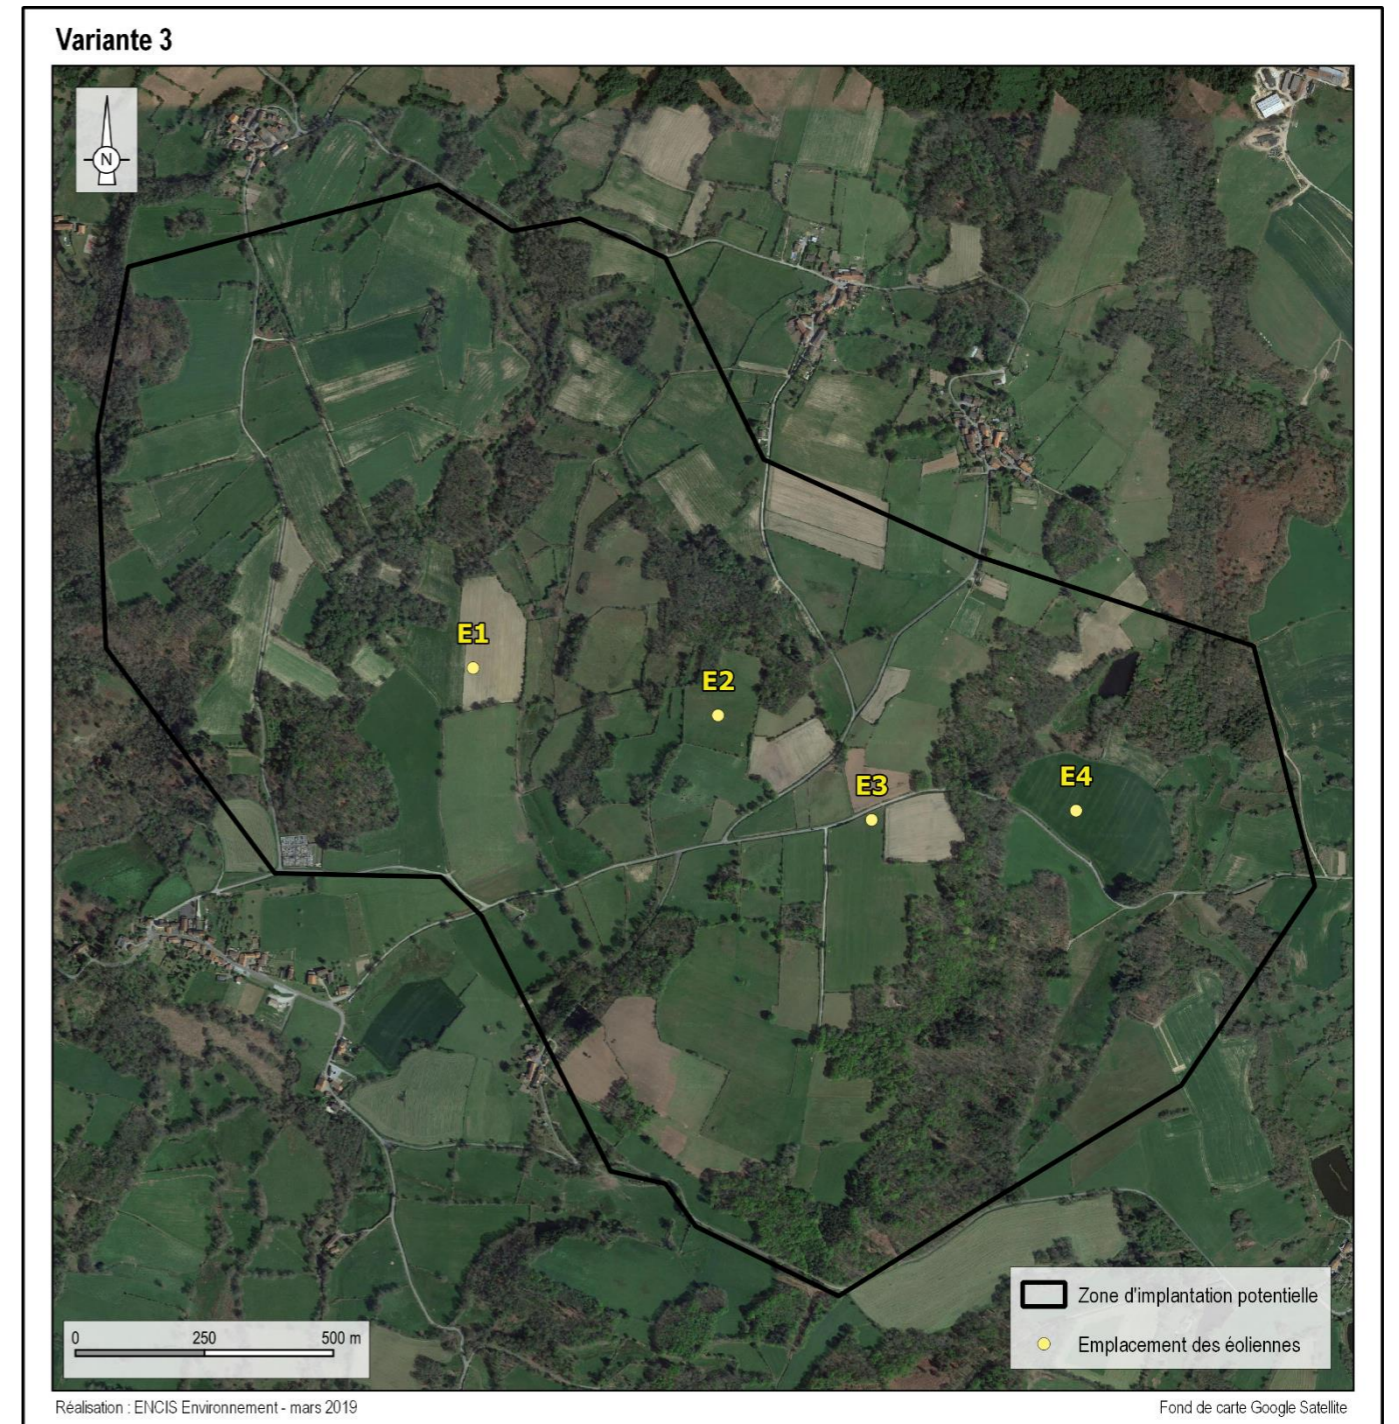 Variante 3
N
E1
E2
E3
E4
0 250 500 m
Zone d'implantation potentielle
Emplacement des éoliennes
Réalisation : ENCIS Environnement - mars 2019
Fond de carte Google Satellite